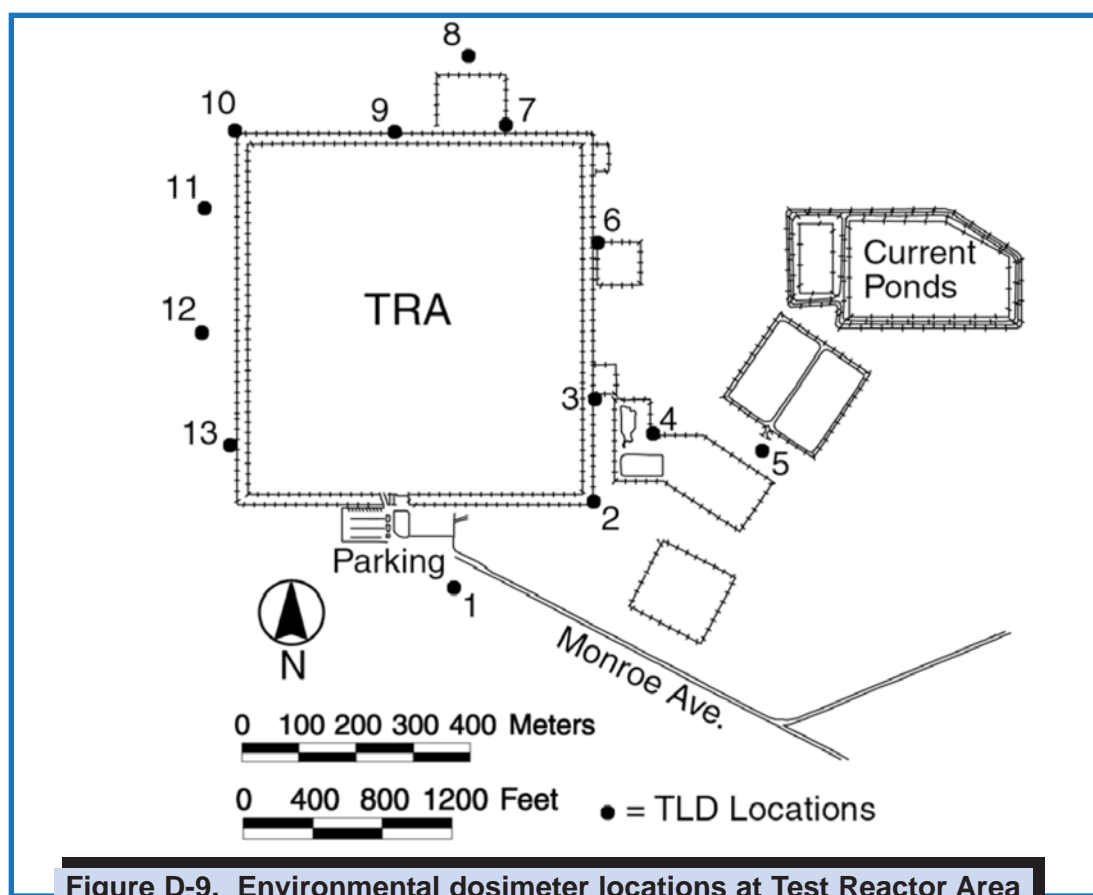 8
10
9
7
11
6
Current
Ponds
TRA
12
3
4
13
5
2
Parking
1
N
Monroe Ave.
0 100 200 300 400 Meters
0 400 800 1200 Feet
● = TLD Locations
Figure D-9. Environmental dosimeter locations at Test Reactor Area